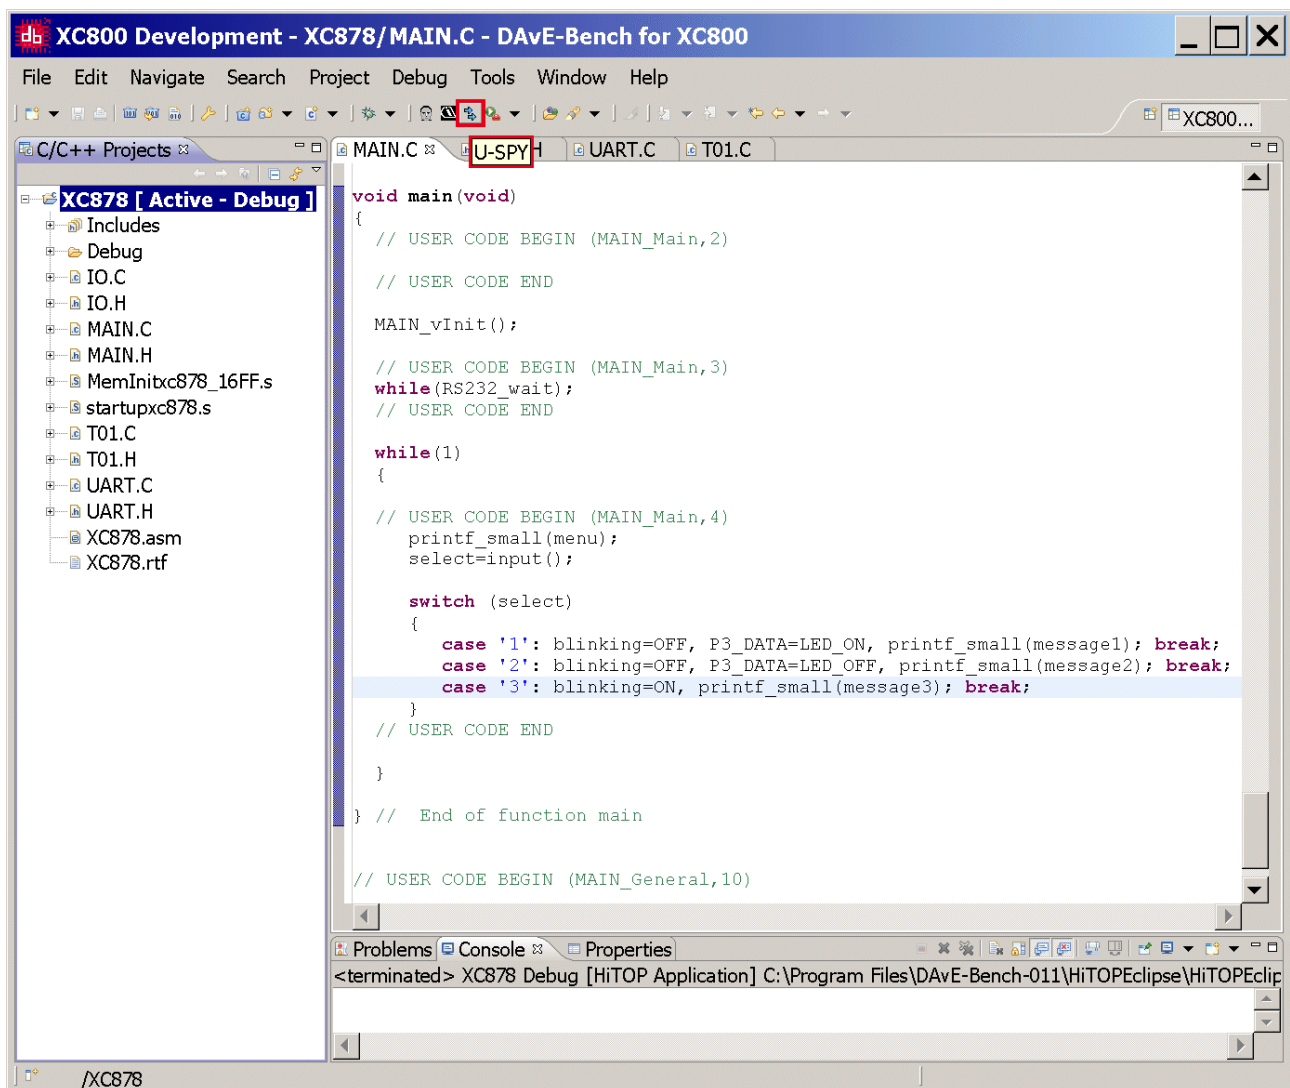 XC800 Development - XC878/MAIN.C - DAvE-Bench for XC800
File Edit Navigate Search Project Debug Tools Window Help
XC800...
C/C++ Projects
MAIN.C H UART.C T01.C
U-SPY
XC878 [ Active - Debug ]
Includes
Debug
IO.C
IO.H
MAIN.C
MAIN.H
MemInitxc878_16FF.s
startupxc878.s
T01.C
T01.H
UART.C
UART.H
XC878.asm
XC878.rtf
void main(void)
{
// USER CODE BEGIN (MAIN_Main,2)
// USER CODE END
MAIN_vInit();
// USER CODE BEGIN (MAIN_Main,3)
while(RS232_wait);
// USER CODE END
while(1)
{
// USER CODE BEGIN (MAIN_Main,4)
printf_small(menu);
select=input();
switch (select)
{
case '1': blinking=OFF, P3_DATA=LED_ON, printf_small(message1); break;
case '2': blinking=OFF, P3_DATA=LED_OFF, printf_small(message2); break;
case '3': blinking=ON, printf_small(message3); break;
}
// USER CODE END
}
} // End of function main
// USER CODE BEGIN (MAIN_General,10)
Problems Console Properties
<terminated> XC878 Debug [HiTOP Application] C:\Program Files\DAvE-Bench-011\HiTOPEclipse\HiTOPEclip
/XC878